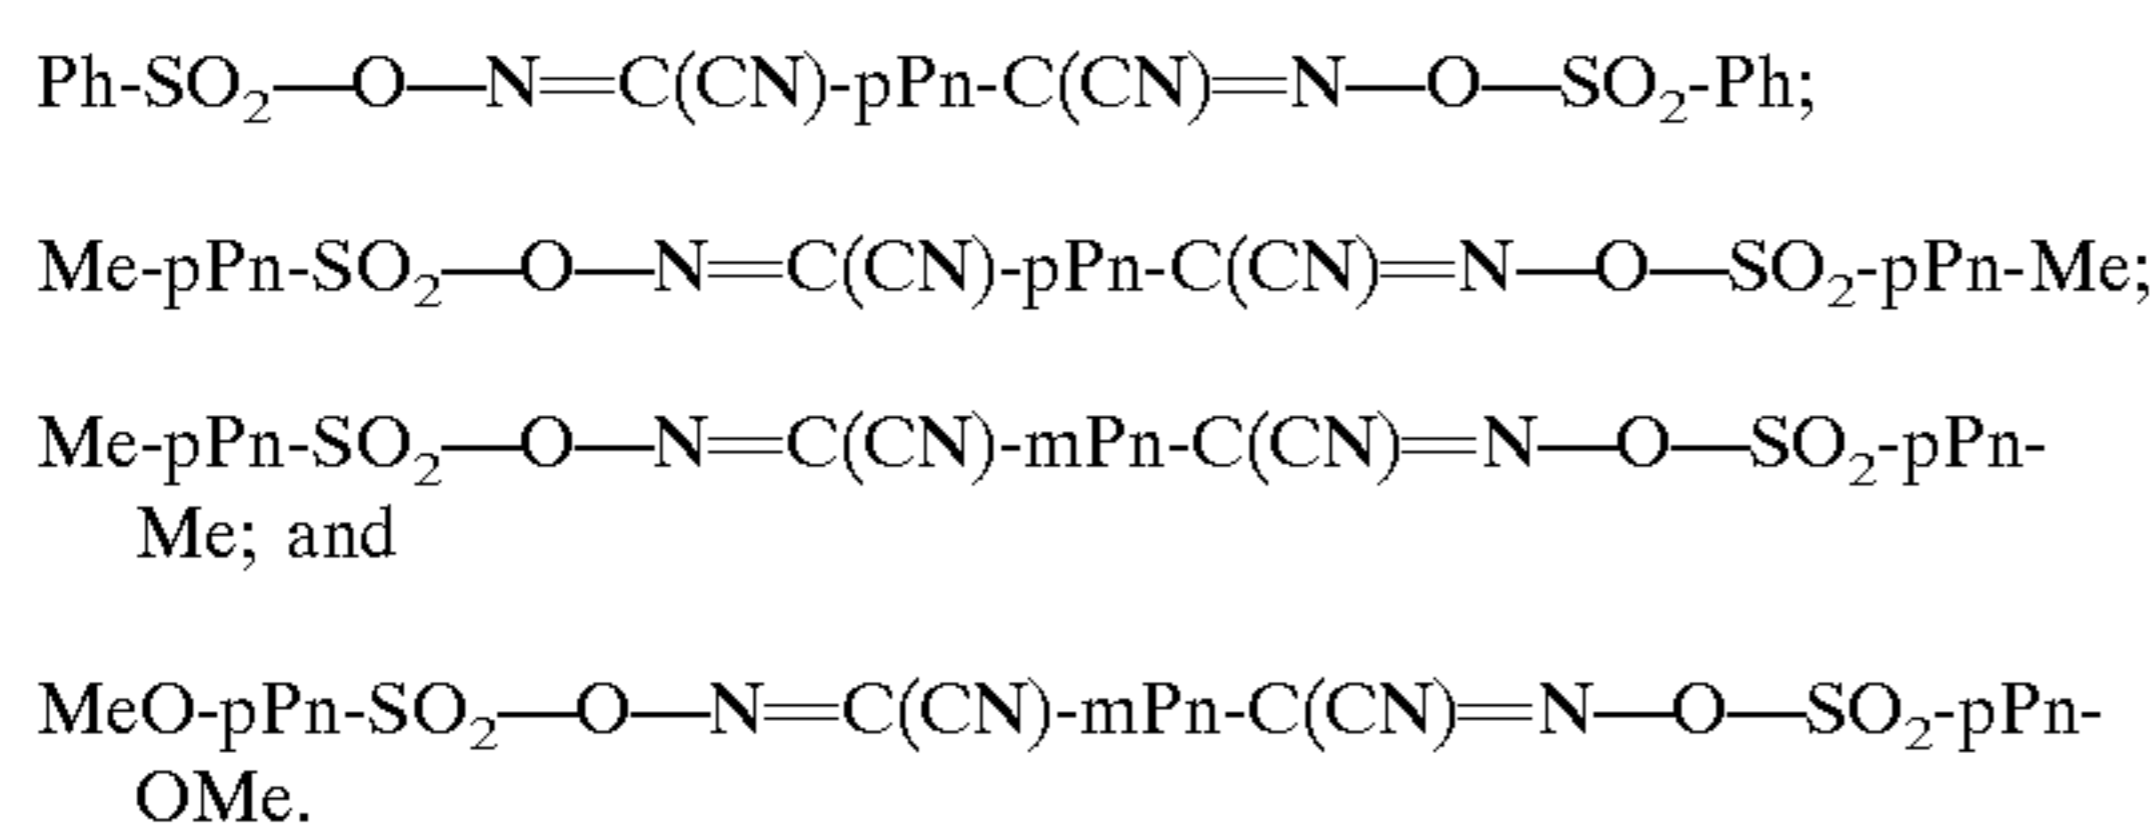 Ph-SO₂—O—N=C(CN)-pPn-C(CN)=N—O—SO₂-Ph;
Me-pPn-SO₂—O—N=C(CN)-pPn-C(CN)=N—O—SO₂-pPn-Me;
Me-pPn-SO₂—O—N=C(CN)-mPn-C(CN)=N—O—SO₂-pPn-
Me; and
MeO-pPn-SO₂—O—N=C(CN)-mPn-C(CN)=N—O—SO₂-pPn-
OMe.